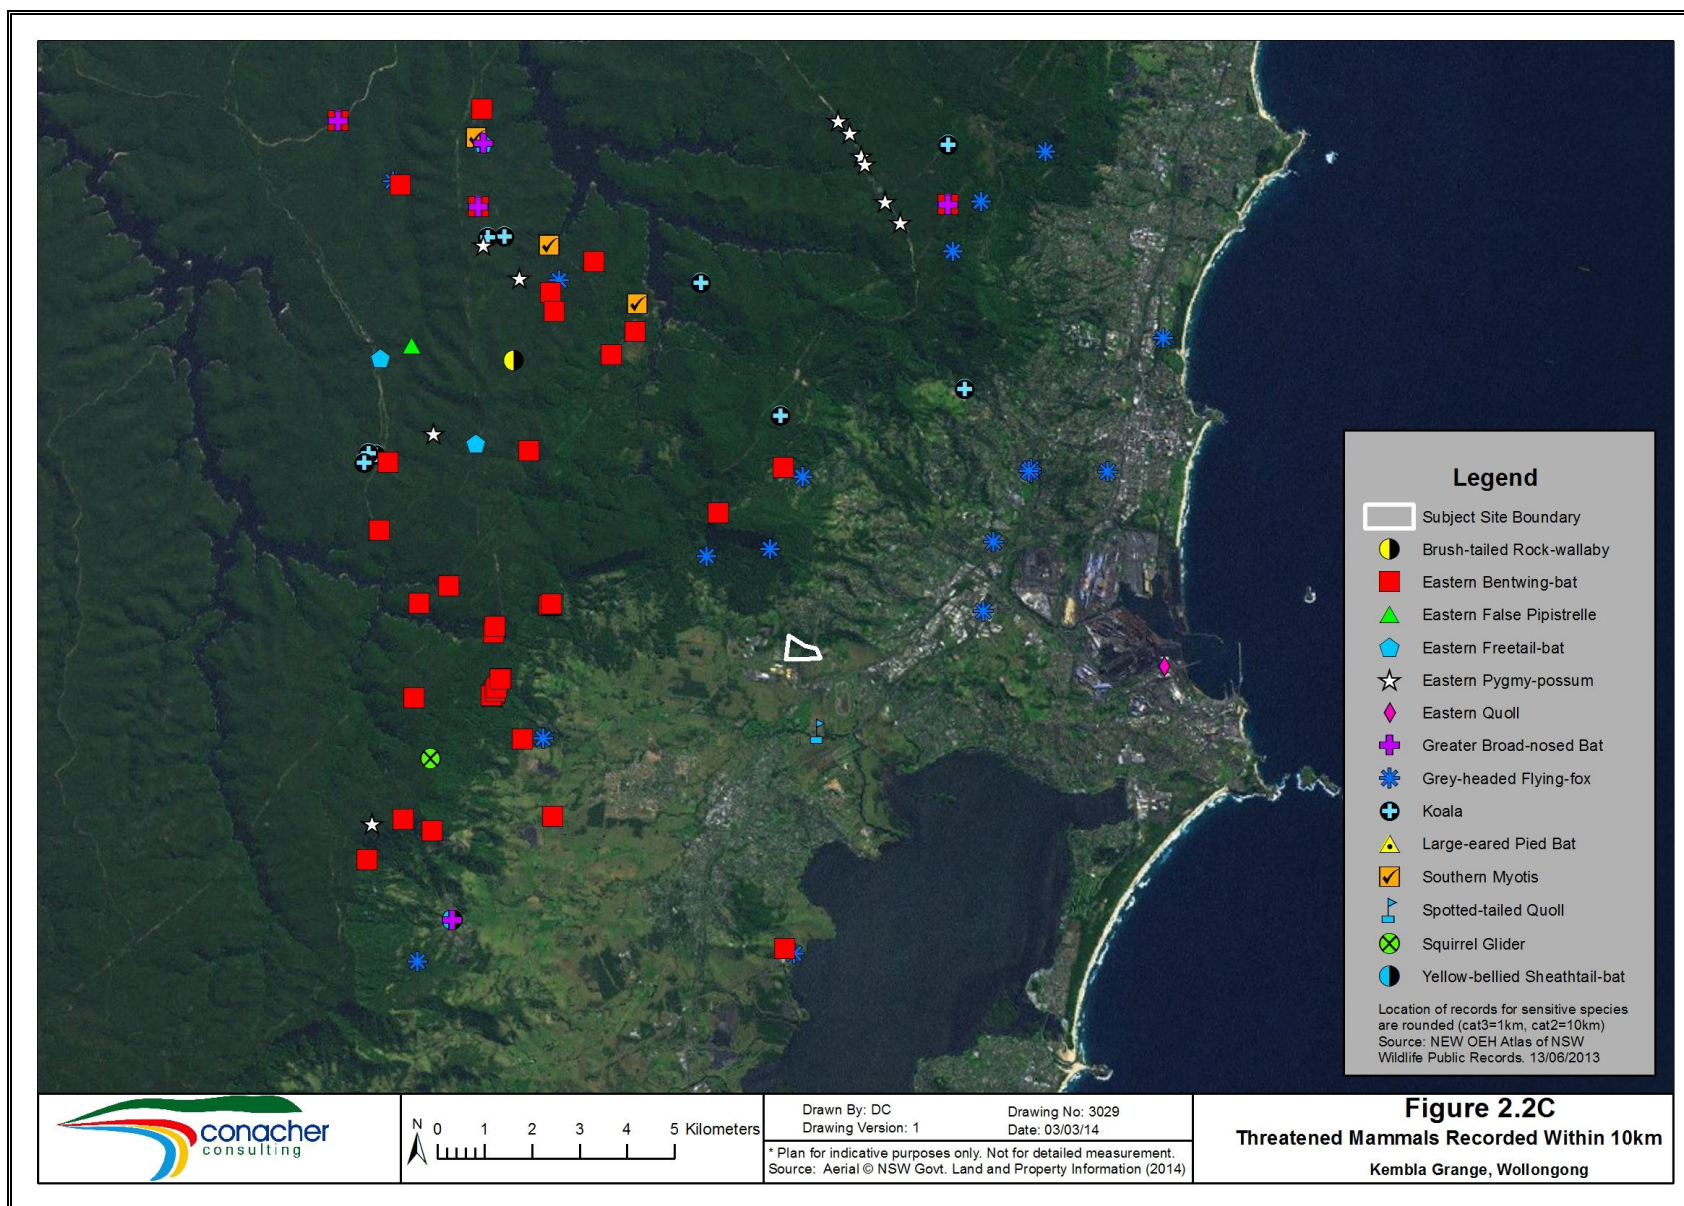 Legend
Subject Site Boundary
Brush-tailed Rock-wallaby
Eastern Bentwing-bat
Eastern False Pipistrelle
Eastern Freetail-bat
Eastern Pygmy-possum
Eastern Quoll
Greater Broad-nosed Bat
Grey-headed Flying-fox
Koala
Large-eared Pied Bat
Southern Myotis
Spotted-tailed Quoll
Squirrel Glider
Yellow-bellied Sheathtail-bat
Location of records for sensitive species
are rounded (cat3=1km, cat2=10km)
Source: NEW OEH Atlas of NSW
Wildlife Public Records. 13/06/2013
conacher
consulting
N 0 1 2 3 4 5 Kilometers
Drawn By: DC
Drawing Version: 1
Drawing No: 3029
Date: 03/03/14
* Plan for indicative purposes only. Not for detailed measurement.
Source: Aerial © NSW Govt. Land and Property Information (2014)
Figure 2.2C
Threatened Mammals Recorded Within 10km
Kembla Grange, Wollongong